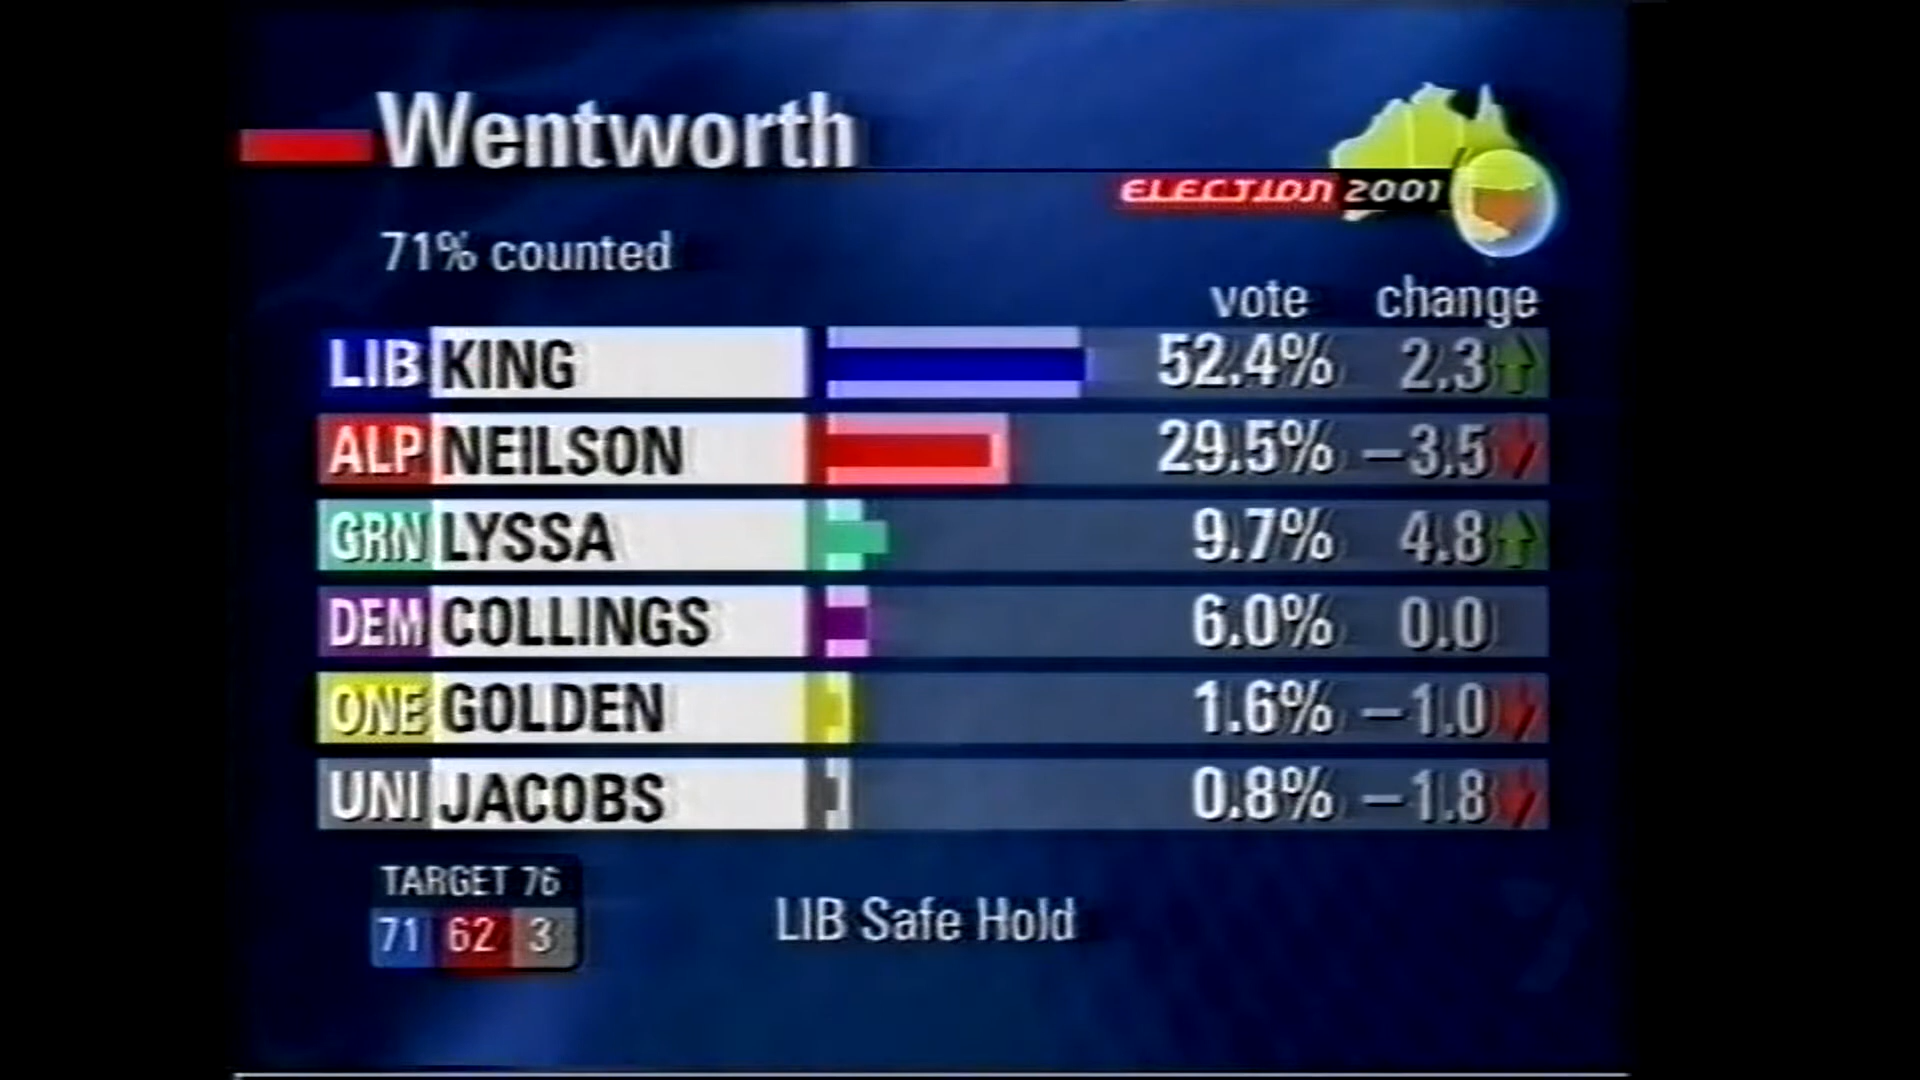 Wentworth
ELECTION 2001
71% counted
vote change
LIB KING 52.4% 2.3
ALP NEILSON 29.5% –3.5
GRN LYSSA 9.7% 4.8
DEM COLLINGS 6.0% 0.0
ONE GOLDEN 1.6% –1.0
UNI JACOBS 0.8% –1.8
TARGET 76
71 62 3
LIB Safe Hold